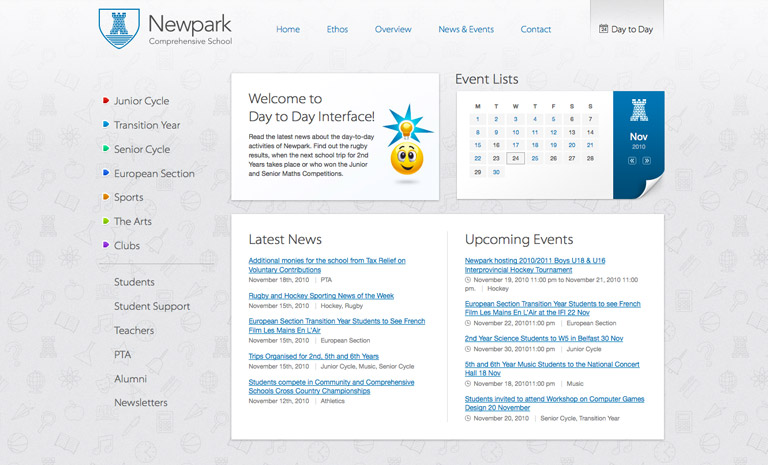 Newpark
Comprehensive School
Home
Ethos
Overview
News & Events
Contact
24 Day to Day
Junior Cycle
Transition Year
Senior Cycle
European Section
Sports
The Arts
Clubs
Students
Student Support
Teachers
PTA
Alumni
Newsletters
Welcome to
Day to Day Interface!
Read the latest news about the day-to-day
activities of Newpark. Find out the rugby
results, when the next school trip for 2nd
Years takes place or who won the Junior
and Senior Maths Competitions.
Event Lists
M T W T F S S
1 2 3 4 5 6 7
8 9 10 11 12 13 14
15 16 17 18 19 20 21
22 23 24 25 26 27 28
29 30
Nov
2010
Latest News
Additional monies for the school from Tax Relief on
Voluntary Contributions
November 18th, 2010 | PTA
Rugby and Hockey Sporting News of the Week
November 15th, 2010 | Hockey, Rugby
European Section Transition Year Students to See French
Film Les Mains En L'Air
November 15th, 2010 | European Section
Trips Organised for 2nd, 5th and 6th Years
November 15th, 2010 | Junior Cycle, Music, Senior Cycle
Students compete in Community and Comprehensive
Schools Cross Country Championships
November 12th, 2010 | Athletics
Upcoming Events
Newpark hosting 2010/2011 Boys U18 & U16
Interprovincial Hockey Tournament
November 19, 2010 11:00 pm to November 21, 2010 11:00
pm. | Hockey
European Section Transition Year Students to see French
Film Les Mains En L'Air at the IFI 22 Nov
November 22, 201011:00 pm | European Section
2nd Year Science Students to W5 in Belfast 30 Nov
November 30, 201011:00 pm | Junior Cycle
5th and 6th Year Music Students to the National Concert
Hall 18 Nov
November 18, 201011:00 pm | Music
Students invited to attend Workshop on Computer Games
Design 20 November
November 20, 2010 | Senior Cycle, Transition Year